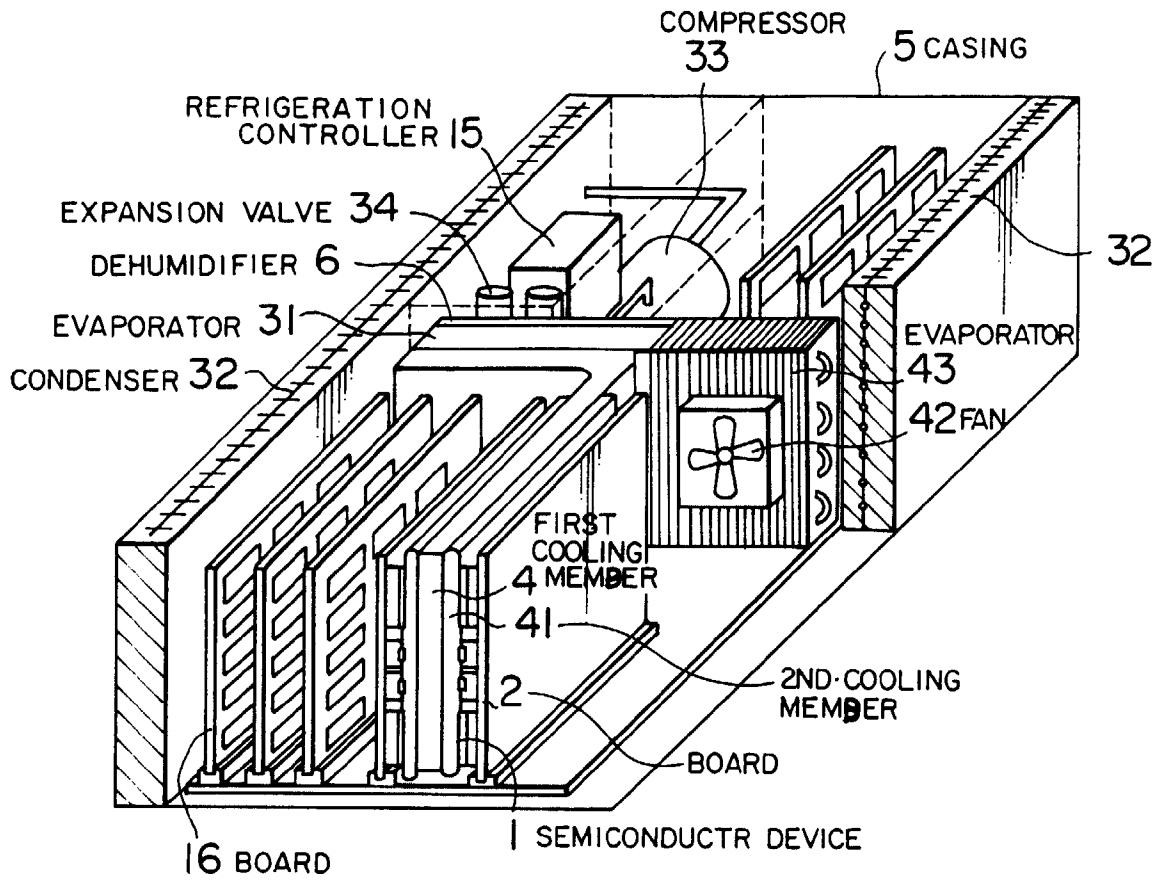 COMPRESSOR
33
5 CASING
REFRIGERATION
CONTROLLER 15
EXPANSION VALVE 34
DEHUMIDIFIER 6
EVAPORATOR 31
CONDENSER 32
32
EVAPORATOR
43
42 FAN
FIRST
COOLING
MEMBER
4
41
2ND·COOLING
MEMBER
2
BOARD
1 SEMICONDUCTR DEVICE
16 BOARD